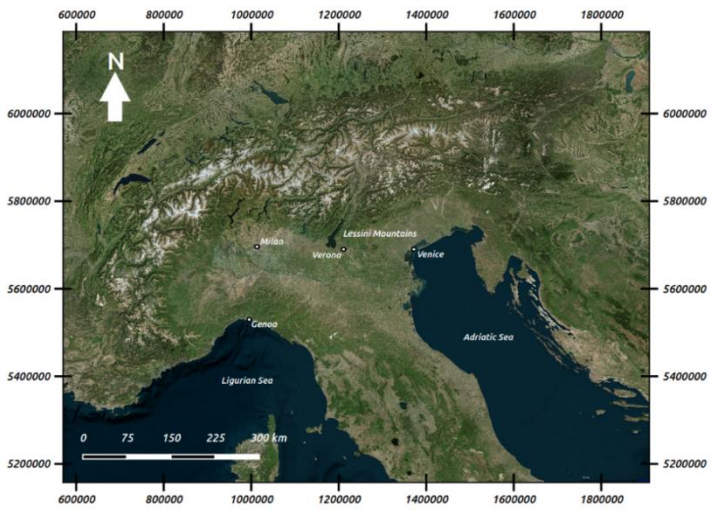 600000 800000 1000000 1200000 1400000 1600000 1800000
N
6000000 6000000
5800000 5800000
Lessini Mountains
Milan
Verona
Venice
5600000 5600000
Genoa
Adriatic Sea
5400000 5400000
Ligurian Sea
0 75 150 225 300 km
5200000 5200000
600000 800000 1000000 1200000 1400000 1600000 1800000